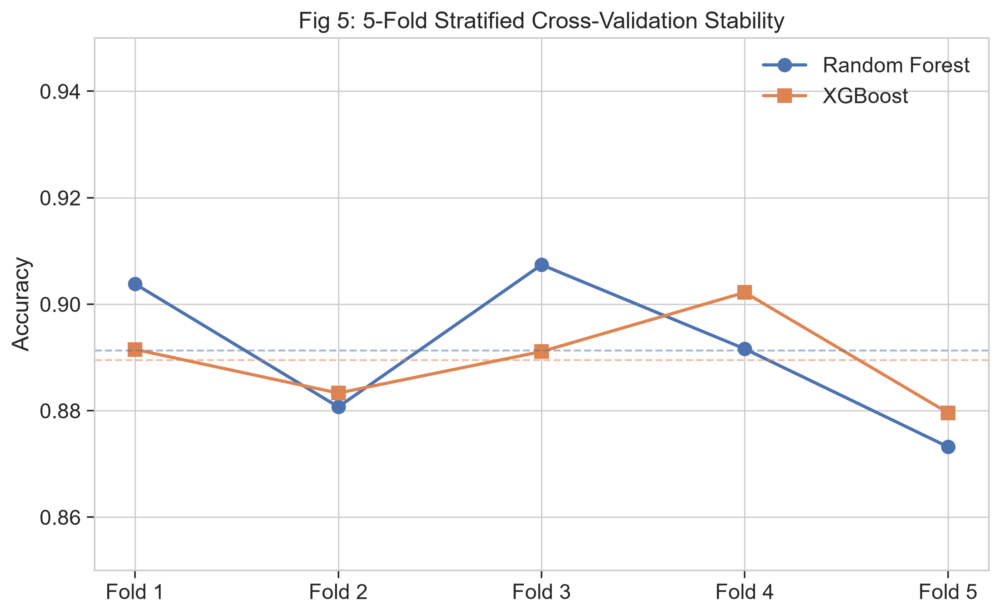 Fig 5: 5-Fold Stratified Cross-Validation Stability
Random Forest
XGBoost
Accuracy
0.94
0.92
0.90
0.88
0.86
Fold 1
Fold 2
Fold 3
Fold 4
Fold 5